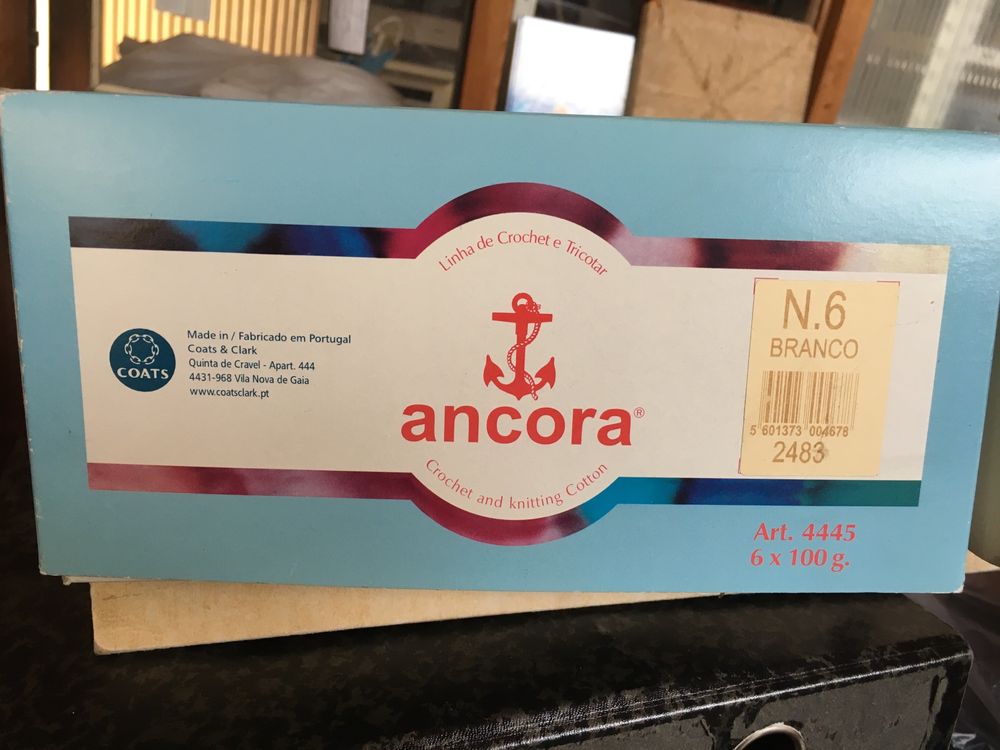 Linha de Crochet e Tricotar
ancora®
Crochet and knitting Cotton
COATS
Made in / Fabricado em Portugal
Coats & Clark
Quinta de Cravel - Apart. 444
4431-968 Vila Nova de Gaia
www.coatsclark.pt
N.6
BRANCO
5 601373 004678
2483
Art. 4445
6 x 100 g.